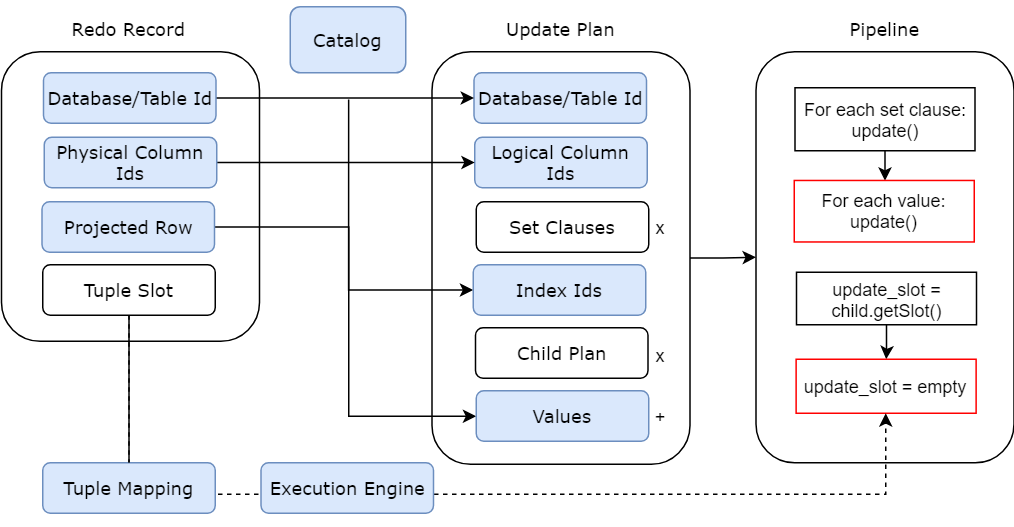 Redo Record
Catalog
Update Plan
Pipeline
Database/Table Id
Physical Column
Ids
Projected Row
Tuple Slot
Database/Table Id
Logical Column
Ids
Set Clauses
x
Index Ids
Child Plan
x
Values
+
For each set clause:
update()
For each value:
update()
update_slot =
child.getSlot()
update_slot = empty
Tuple Mapping
Execution Engine